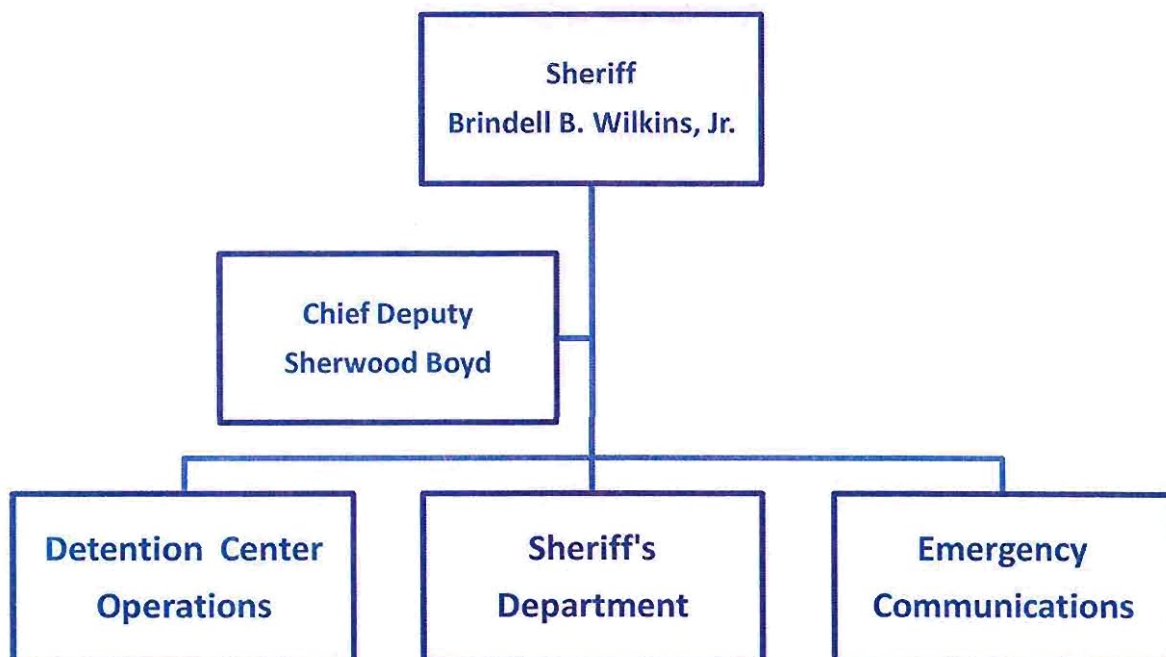 Sheriff
Brindell B. Wilkins, Jr.
Chief Deputy
Sherwood Boyd
Detention Center
Operations
Sheriff's
Department
Emergency
Communications